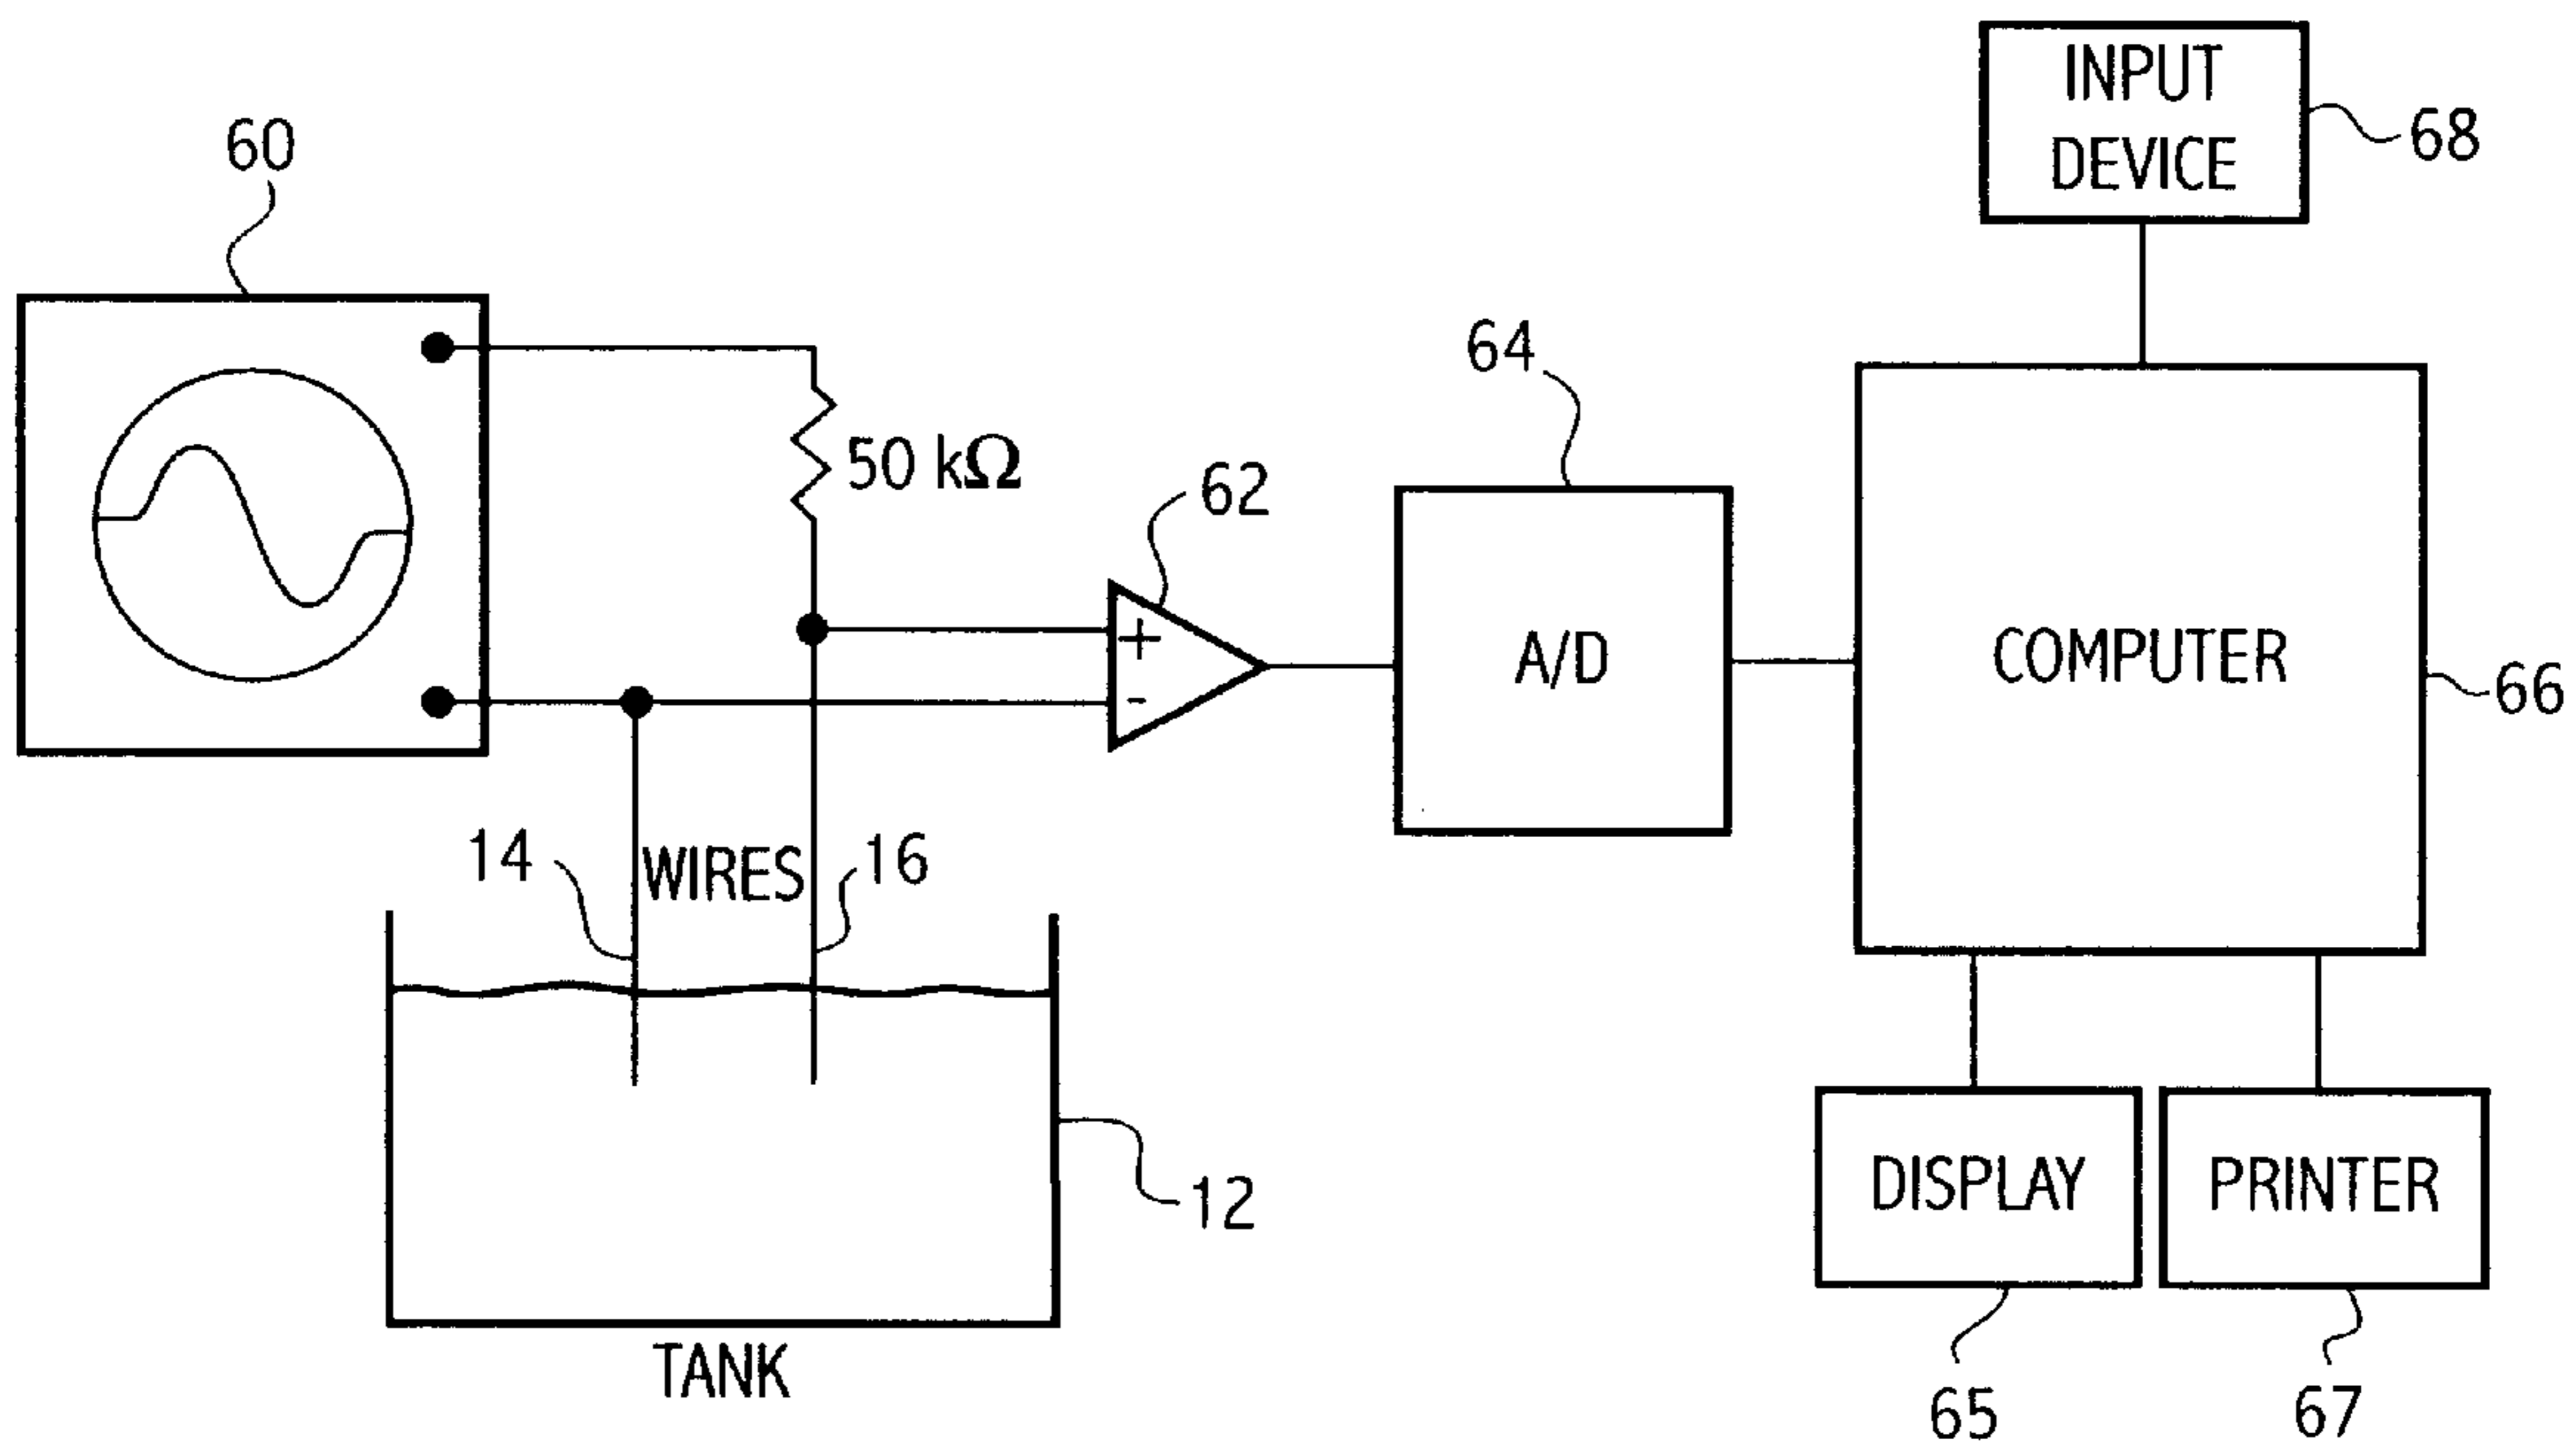 INPUT
DEVICE
68
60
64
50 kΩ
62
+
-
A/D
COMPUTER
66
14
WIRES
16
12
DISPLAY
PRINTER
TANK
65
67